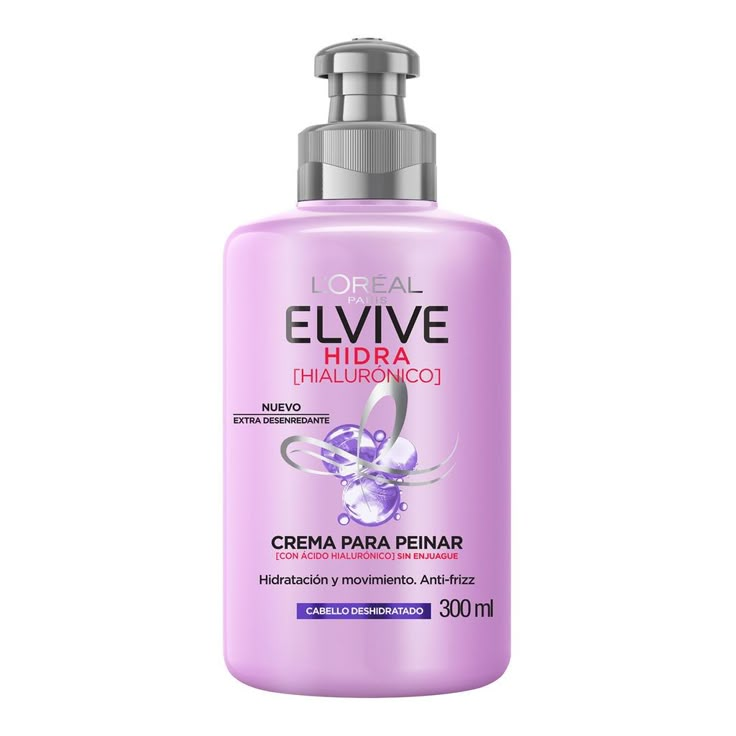 L'ORÉAL
PARIS
ELVIVE
HIDRA
[HIALURÓNICO]
NUEVO
EXTRA DESENREDANTE
CREMA PARA PEINAR
[CON ÁCIDO HIALURÓNICO] SIN ENJUAGUE
Hidratación y movimiento. Anti-frizz
CABELLO DESHIDRATADO 300 ml